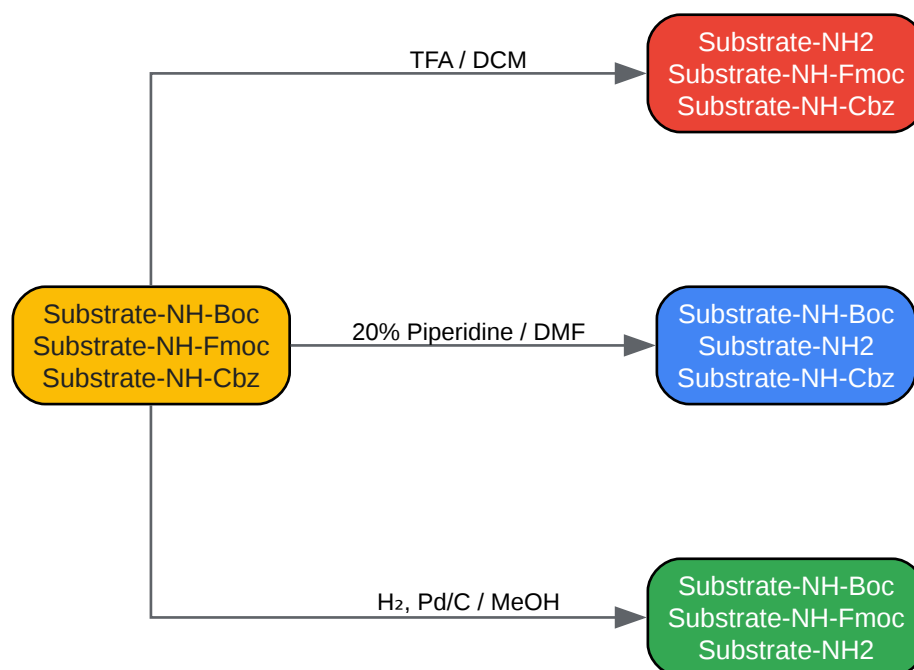 TFA / DCM
Substrate-NH2
Substrate-NH-Fmoc
Substrate-NH-Cbz
Substrate-NH-Boc
Substrate-NH-Fmoc
Substrate-NH-Cbz
20% Piperidine / DMF
Substrate-NH-Boc
Substrate-NH2
Substrate-NH-Cbz
H₂, Pd/C / MeOH
Substrate-NH-Boc
Substrate-NH-Fmoc
Substrate-NH2